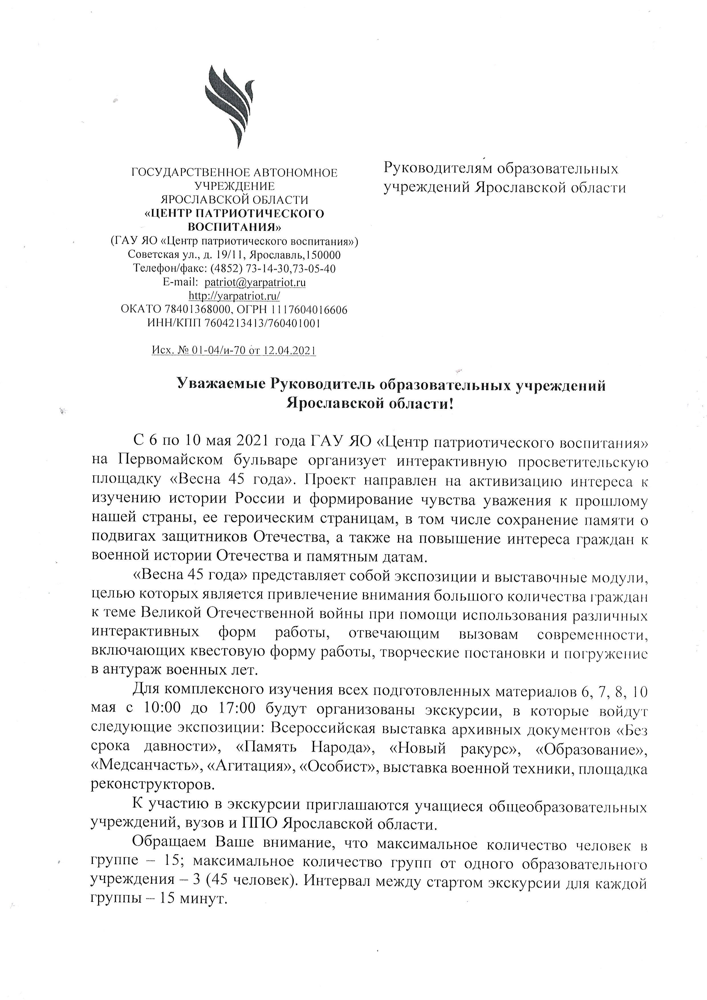 ГОСУДАРСТВЕННОЕ АВТОНОМНОЕ
УЧРЕЖДЕНИЕ
ЯРОСЛАВСКОЙ ОБЛАСТИ
«ЦЕНТР ПАТРИОТИЧЕСКОГО
ВОСПИТАНИЯ»
(ГАУ ЯО «Центр патриотического воспитания»)
Советская ул., д. 19/11, Ярославль,150000
Телефон/факс: (4852) 73-14-30,73-05-40
E-mail: patriot@yarpatriot.ru
http://yarpatriot.ru/
ОКАТО 78401368000, ОГРН 1117604016606
ИНН/КПП 7604213413/760401001
Исх. № 01-04/и-70 от 12.04.2021
Руководителям образовательных
учреждений Ярославской области
Уважаемые Руководитель образовательных учреждений
Ярославской области!
С 6 по 10 мая 2021 года ГАУ ЯО «Центр патриотического воспитания»
на Первомайском бульваре организует интерактивную просветительскую
площадку «Весна 45 года». Проект направлен на активизацию интереса к
изучению истории России и формирование чувства уважения к прошлому
нашей страны, ее героическим страницам, в том числе сохранение памяти о
подвигах защитников Отечества, а также на повышение интереса граждан к
военной истории Отечества и памятным датам.
«Весна 45 года» представляет собой экспозиции и выставочные модули,
целью которых является привлечение внимания большого количества граждан
к теме Великой Отечественной войны при помощи использования различных
интерактивных форм работы, отвечающим вызовам современности,
включающих квестовую форму работы, творческие постановки и погружение
в антураж военных лет.
Для комплексного изучения всех подготовленных материалов 6, 7, 8, 10
мая с 10:00 до 17:00 будут организованы экскурсии, в которые войдут
следующие экспозиции: Всероссийская выставка архивных документов «Без
срока давности», «Память Народа», «Новый ракурс», «Образование»,
«Медсанчасть», «Агитация», «Особист», выставка военной техники, площадка
реконструкторов.
К участию в экскурсии приглашаются учащиеся общеобразовательных
учреждений, вузов и ППО Ярославской области.
Обращаем Ваше внимание, что максимальное количество человек в
группе – 15; максимальное количество групп от одного образовательного
учреждения – 3 (45 человек). Интервал между стартом экскурсии для каждой
группы – 15 минут.